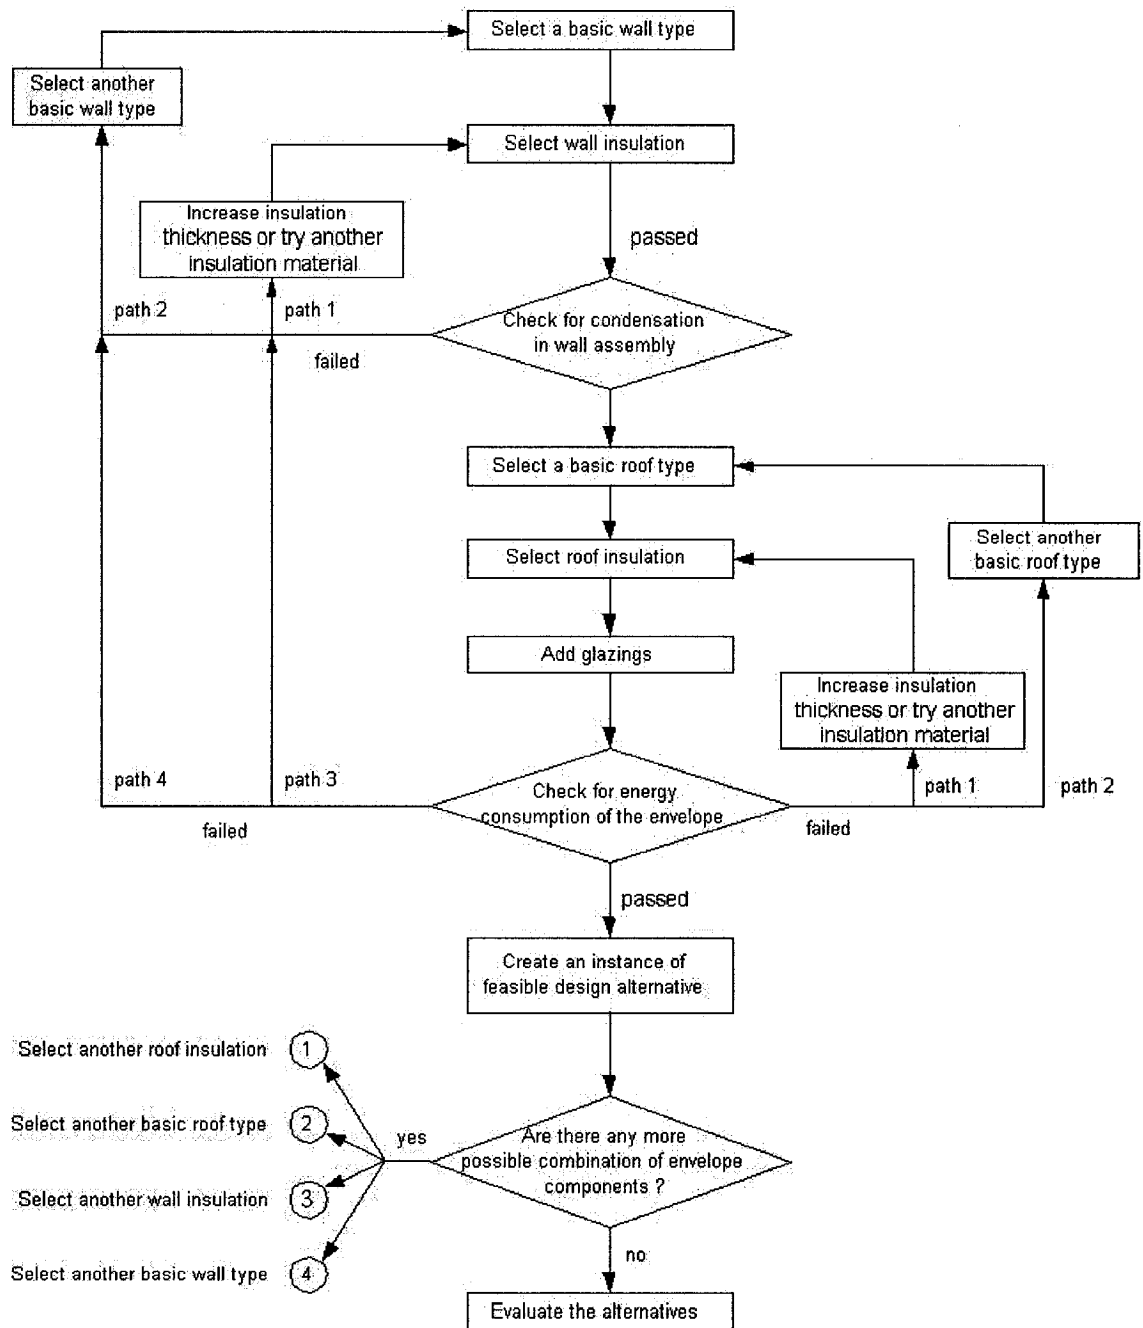 Select a basic wall type
Select another
basic wall type
Select wall insulation
Increase insulation
thickness or try another
insulation material
passed
path 2
path 1
Check for condensation
in wall assembly
failed
Select a basic roof type
Select another
basic roof type
Select roof insulation
Add glazings
Increase insulation
thickness or try another
insulation material
path 4
path 3
Check for energy
consumption of the envelope
path 1
path 2
failed
failed
passed
Create an instance of
feasible design alternative
Select another roof insulation
1
Select another basic roof type
2
yes
Are there any more
possible combination of envelope
components ?
Select another wall insulation
3
Select another basic wall type
4
no
Evaluate the alternatives